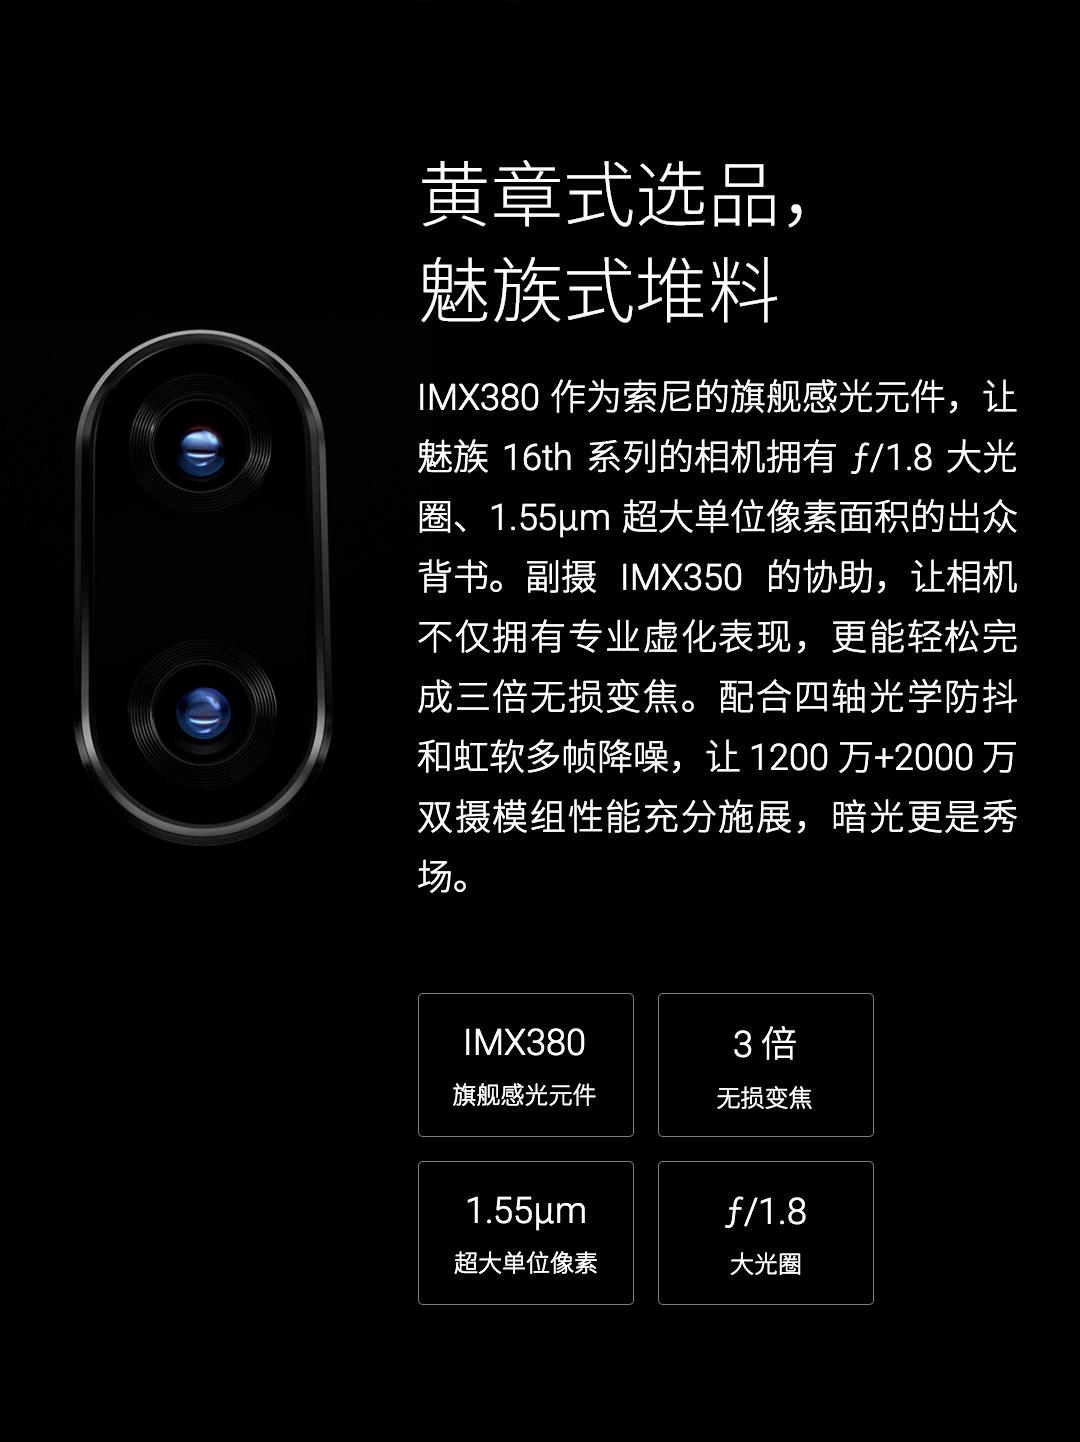 黄章式选品，
魅族式堆料
IMX380 作为索尼的旗舰感光元件，让
魅族 16th 系列的相机拥有 ƒ/1.8 大光
圈、1.55μm 超大单位像素面积的出众
背书。副摄 IMX350 的协助，让相机
不仅拥有专业虚化表现，更能轻松完
成三倍无损变焦。配合四轴光学防抖
和虹软多帧降噪，让 1200 万+2000 万
双摄模组性能充分施展，暗光更是秀
场。
IMX380
旗舰感光元件
3 倍
无损变焦
1.55μm
超大单位像素
ƒ/1.8
大光圈